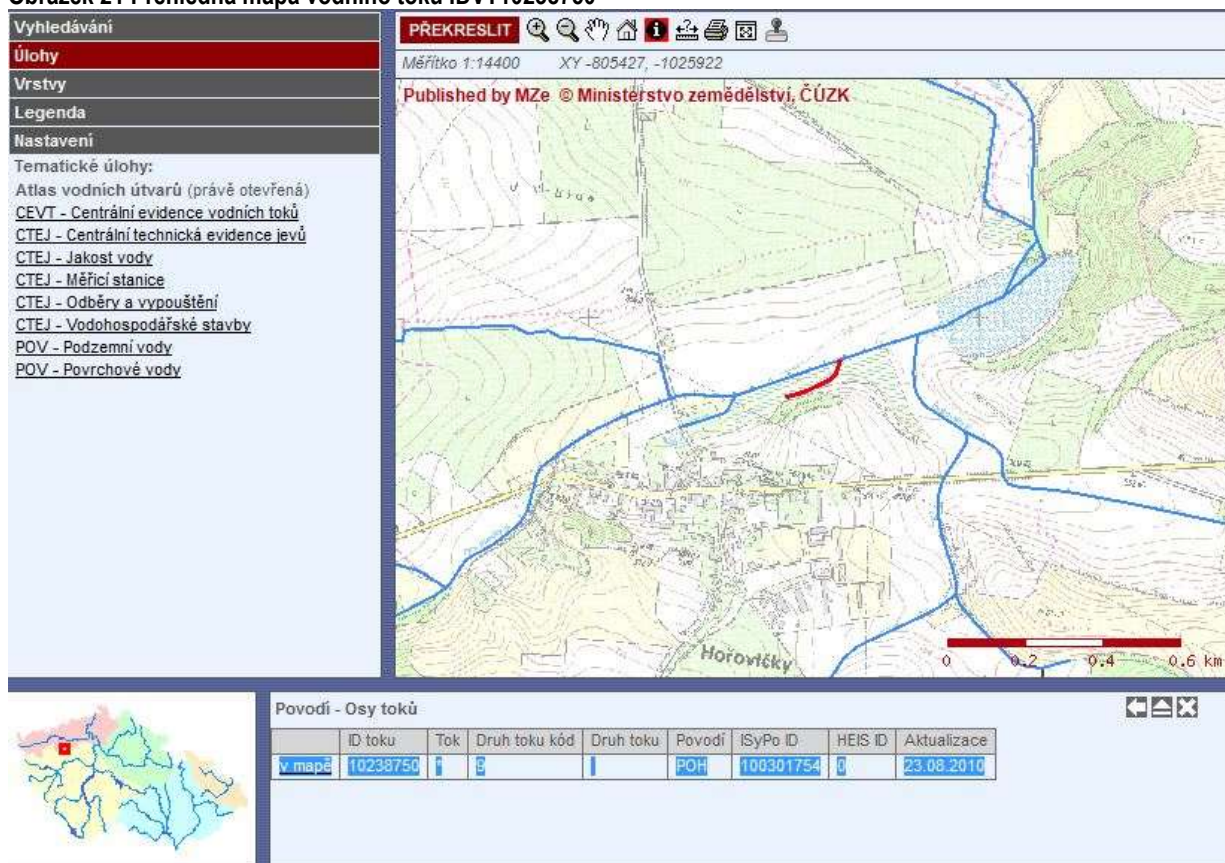 Vyhledávání
Úlohy
Vrstvy
Legenda
Nastavení
Tematické úlohy:
Atlas vodních útvarů (právě otevřená)
CEVT - Centrální evidence vodních toků
CTEJ - Centrální technická evidence jevů
CTEJ - Jakost vody
CTEJ - Měřicí stanice
CTEJ - Odběry a vypouštění
CTEJ - Vodohospodářské stavby
POV - Podzemní vody
POV - Povrchové vody
PŘEKRESLIT
Měřítko 1:14400 XY -805427, -1025922
Published by MZe © Ministerstvo zemědělství, ČÚZK
Hořovičky
0 0.2 0.4 0.6 km
Povodí - Osy toků
ID toku Tok Druh toku kód Druh toku Povodí ISyPo ID HEIS ID Aktualizace
v mapě 10238750 * 9 POH 100301754 0 23.08.2010